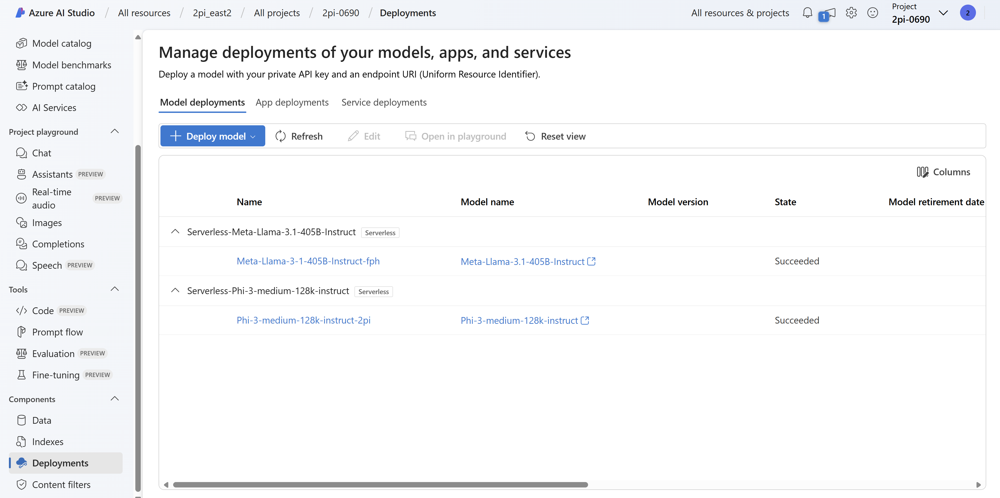 Azure AI Studio / All resources / 2pi_east2 / All projects / 2pi-0690 / Deployments
All resources & projects
1
Project
2pi-0690
2
Model catalog
Model benchmarks
Prompt catalog
AI Services
Project playground
Chat
Assistants PREVIEW
Real-time
audio
PREVIEW
Images
Completions
Speech PREVIEW
Tools
Code PREVIEW
Prompt flow
Evaluation PREVIEW
Fine-tuning PREVIEW
Components
Data
Indexes
Deployments
Content filters
Manage deployments of your models, apps, and services
Deploy a model with your private API key and an endpoint URI (Uniform Resource Identifier).
Model deployments App deployments Service deployments
Deploy model Refresh Edit Open in playground Reset view
Columns
Name Model name Model version State Model retirement date
Serverless-Meta-Llama-3.1-405B-Instruct Serverless
Meta-Llama-3-1-405B-Instruct-fph Meta-Llama-3.1-405B-Instruct Succeeded
Serverless-Phi-3-medium-128k-instruct Serverless
Phi-3-medium-128k-instruct-2pi Phi-3-medium-128k-instruct Succeeded